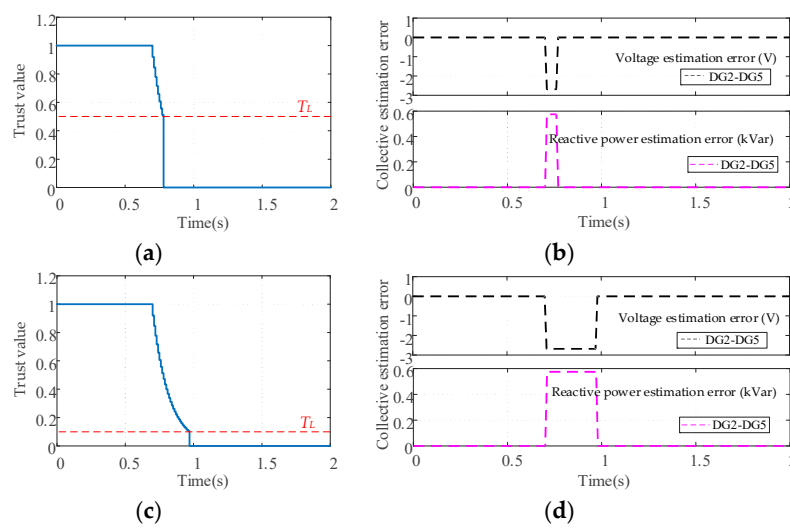 1.2
1
0.8
0.6
0.4
0.2
0
Trust value
T_L
0 0.5 1 1.5 2
Time(s)
(a)
1
0
-1
-2
-3
Voltage estimation error (V)
DG2-DG5
Collective estimation error
0.6
0.4
0.2
0
Reactive power estimation error (kVar)
DG2-DG5
0 0.5 1 1.5 2
Time(s)
(b)
1.2
1
0.8
0.6
0.4
0.2
0
Trust value
T_L
0 0.5 1 1.5 2
Time(s)
(c)
1
0
-1
-2
-3
Voltage estimation error (V)
DG2-DG5
Collective estimation error
0.6
0.4
0.2
0
Reactive power estimation error (kVar)
DG2-DG5
0 0.5 1 1.5 2
Time(s)
(d)